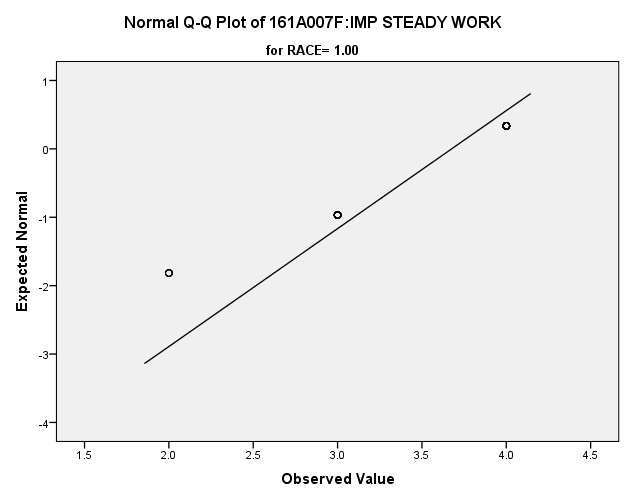 Normal Q-Q Plot of 161A007F:IMP STEADY WORK
for RACE= 1.00
1
0
-1
-2
-3
-4
Expected Normal
1.5 2.0 2.5 3.0 3.5 4.0 4.5
Observed Value